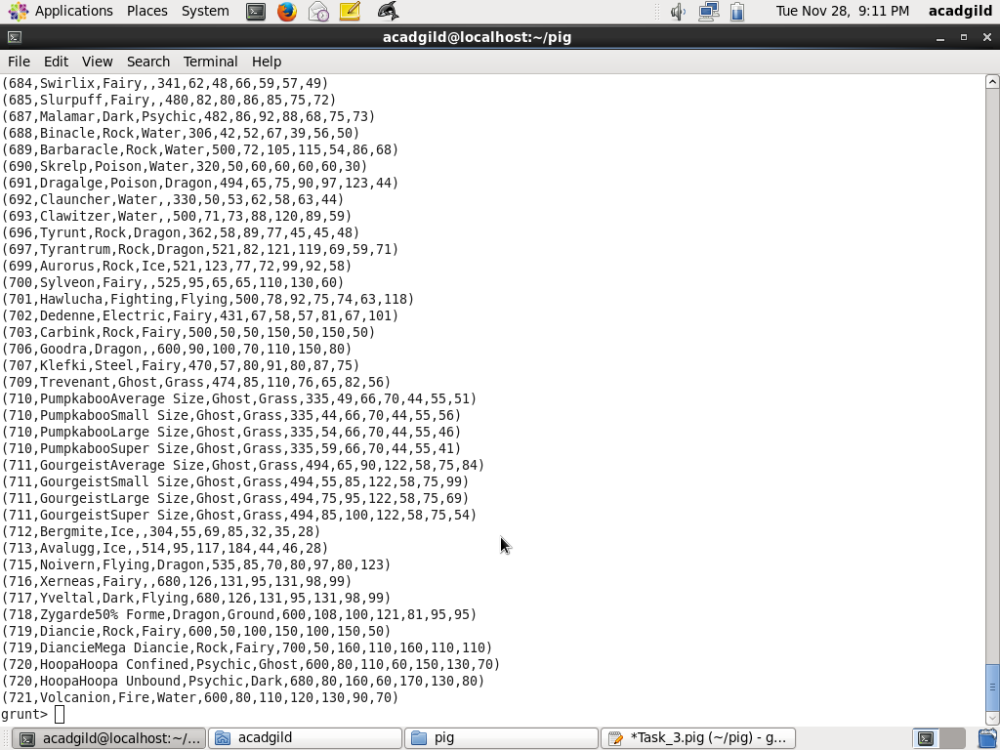 Applications Places System Tue Nov 28, 9:11 PM acadgild
acadgild@localhost:~/pig
File Edit View Search Terminal Help
(684,Swirlix,Fairy,,341,62,48,66,59,57,49)
(685,Slurpuff,Fairy,,480,82,80,86,85,75,72)
(687,Malamar,Dark,Psychic,482,86,92,88,68,75,73)
(688,Binacle,Rock,Water,306,42,52,67,39,56,50)
(689,Barbaracle,Rock,Water,500,72,105,115,54,86,68)
(690,Skrelp,Poison,Water,320,50,60,60,60,60,30)
(691,Dragalge,Poison,Dragon,494,65,75,90,97,123,44)
(692,Clauncher,Water,,330,50,53,62,58,63,44)
(693,Clawitzer,Water,,500,71,73,88,120,89,59)
(696,Tyrunt,Rock,Dragon,362,58,89,77,45,45,48)
(697,Tyrantrum,Rock,Dragon,521,82,121,119,69,59,71)
(699,Aurorus,Rock,Ice,521,123,77,72,99,92,58)
(700,Sylveon,Fairy,,525,95,65,65,110,130,60)
(701,Hawlucha,Fighting,Flying,500,78,92,75,74,63,118)
(702,Dedenne,Electric,Fairy,431,67,58,57,81,67,101)
(703,Carbink,Rock,Fairy,500,50,50,150,50,150,50)
(706,Goodra,Dragon,,600,90,100,70,110,150,80)
(707,Klefki,Steel,Fairy,470,57,80,91,80,87,75)
(709,Trevenant,Ghost,Grass,474,85,110,76,65,82,56)
(710,PumpkabooAverage Size,Ghost,Grass,335,49,66,70,44,55,51)
(710,PumpkabooSmall Size,Ghost,Grass,335,44,66,70,44,55,56)
(710,PumpkabooLarge Size,Ghost,Grass,335,54,66,70,44,55,46)
(710,PumpkabooSuper Size,Ghost,Grass,335,59,66,70,44,55,41)
(711,GourgeistAverage Size,Ghost,Grass,494,65,90,122,58,75,84)
(711,GourgeistSmall Size,Ghost,Grass,494,55,85,122,58,75,99)
(711,GourgeistLarge Size,Ghost,Grass,494,75,95,122,58,75,69)
(711,GourgeistSuper Size,Ghost,Grass,494,85,100,122,58,75,54)
(712,Bergmite,Ice,,304,55,69,85,32,35,28)
(713,Avalugg,Ice,,514,95,117,184,44,46,28)
(715,Noivern,Flying,Dragon,535,85,70,80,97,80,123)
(716,Xerneas,Fairy,,680,126,131,95,131,98,99)
(717,Yveltal,Dark,Flying,680,126,131,95,131,98,99)
(718,Zygarde50% Forme,Dragon,Ground,600,108,100,121,81,95,95)
(719,Diancie,Rock,Fairy,600,50,100,150,100,150,50)
(719,DiancieMega Diancie,Rock,Fairy,700,50,160,110,160,110,110)
(720,HoopaHoopa Confined,Psychic,Ghost,600,80,110,60,150,130,70)
(720,HoopaHoopa Unbound,Psychic,Dark,680,80,160,60,170,130,80)
(721,Volcanion,Fire,Water,600,80,110,120,130,90,70)
grunt>
acadgild@localhost:~/... acadgild pig *Task_3.pig (~/pig) - g...